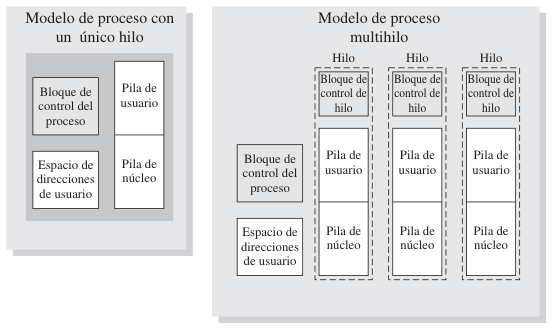 Modelo de proceso con
un único hilo
Bloque de
control del
proceso
Pila de
usuario
Espacio de
direcciones
de usuario
Pila de
núcleo
Modelo de proceso
multihilo
Hilo
Hilo
Hilo
Bloque de
control de
hilo
Bloque de
control de
hilo
Bloque de
control de
hilo
Bloque de
control del
proceso
Pila de
usuario
Pila de
usuario
Pila de
usuario
Espacio de
direcciones
de usuario
Pila de
núcleo
Pila de
núcleo
Pila de
núcleo